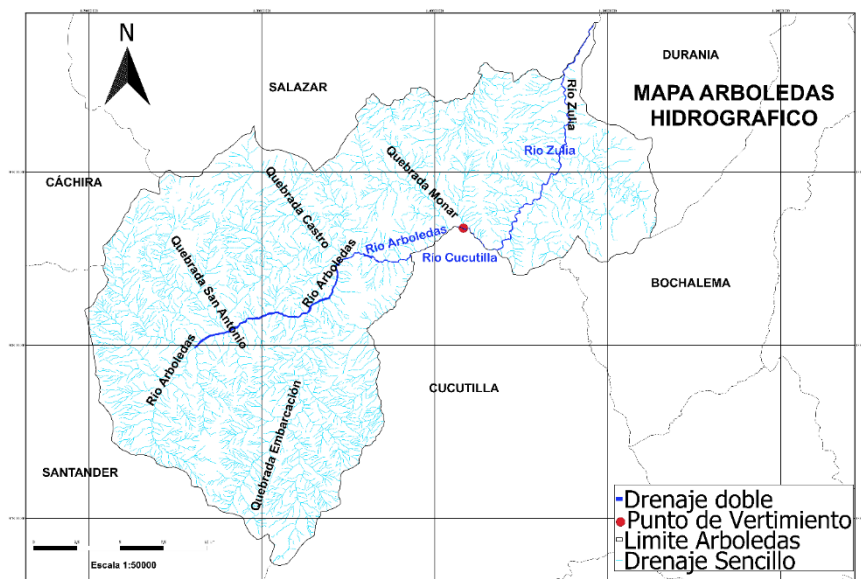 N
DURANIA
SALAZAR
MAPA ARBOLEDAS
HIDROGRAFICO
Rio Zulia
Rio Zulia
CÁCHIRA
Quebrada Monar
Quebrada Castro
Rio Arboledas
Rio Cucutilla
Quebrada San Antonio
Rio Arboledas
BOCHALEMA
Rio Arboledas
CUCUTILLA
Quebrada Embarcación
SANTANDER
Drenaje doble
Punto de Vertimiento
Limite Arboledas
Drenaje Sencillo
Escala 1:50000